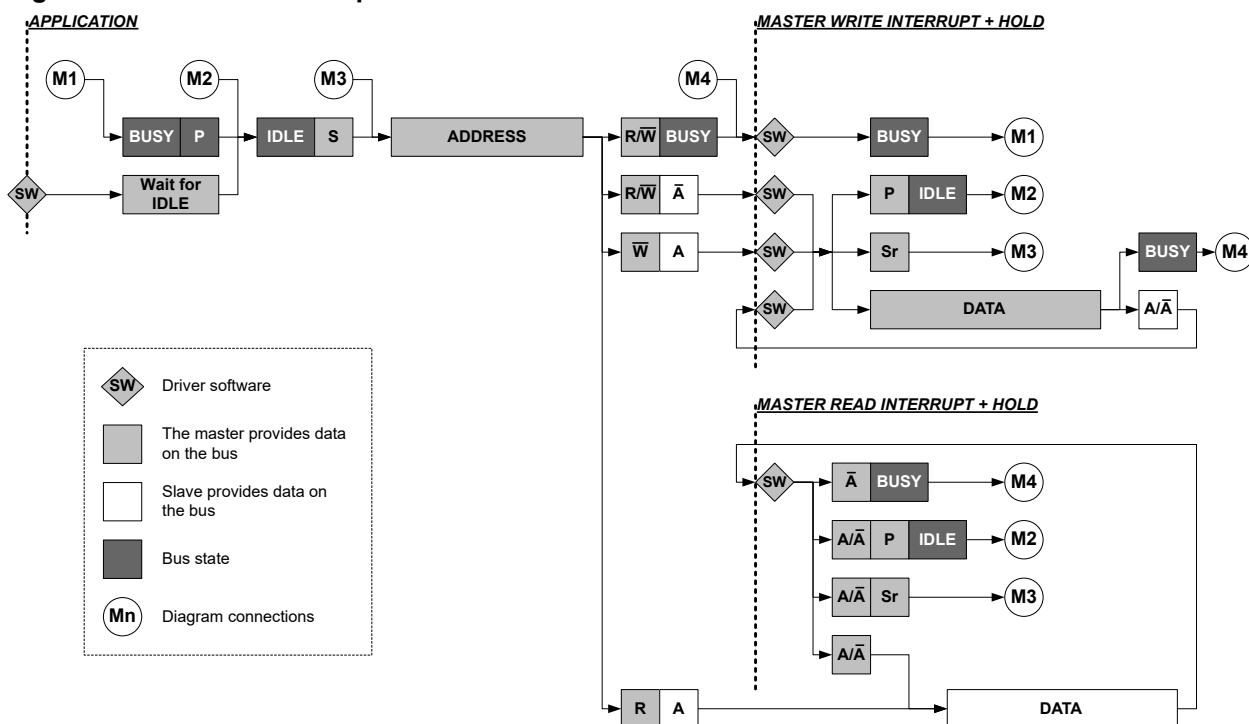 APPLICATION
MASTER WRITE INTERRUPT + HOLD
M1
M2
M3
M4
BUSY P
IDLE S
ADDRESS
R/W̅ BUSY
SW
BUSY
M1
SW
Wait for
IDLE
R/W̅ A̅
SW
P IDLE
M2
W̅ A
SW
Sr
M3
BUSY
M4
SW
DATA
A/A̅
SW Driver software
The master provides data
on the bus
Slave provides data on
the bus
Bus state
Mn Diagram connections
MASTER READ INTERRUPT + HOLD
SW
A̅ BUSY
M4
A/A̅ P IDLE
M2
A/A̅ Sr
M3
A/A̅
R A
DATA